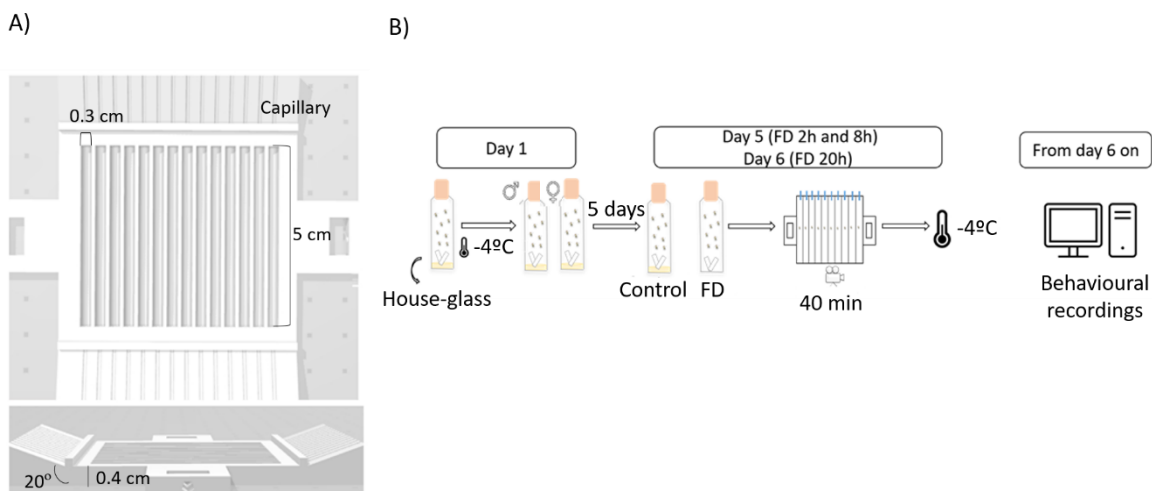 A)
B)
0.3 cm
Capillary
5 cm
20º
0.4 cm
Day 1
Day 5 (FD 2h and 8h)
Day 6 (FD 20h)
From day 6 on
-4ºC
5 days
-4ºC
House-glass
Control
FD
40 min
Behavioural
recordings